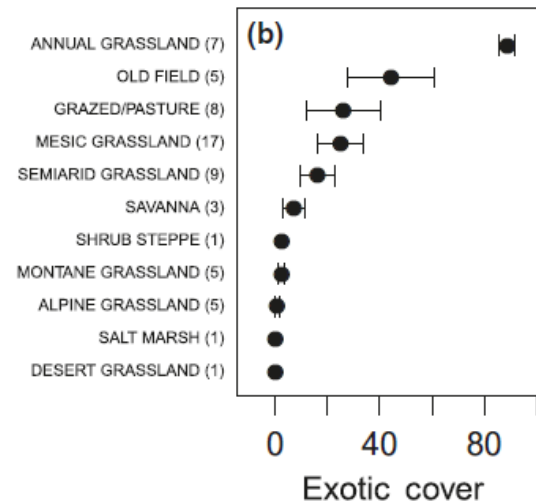 (b)
ANNUAL GRASSLAND (7)
OLD FIELD (5)
GRAZED/PASTURE (8)
MESIC GRASSLAND (17)
SEMIARID GRASSLAND (9)
SAVANNA (3)
SHRUB STEPPE (1)
MONTANE GRASSLAND (5)
ALPINE GRASSLAND (5)
SALT MARSH (1)
DESERT GRASSLAND (1)
0 40 80
Exotic cover